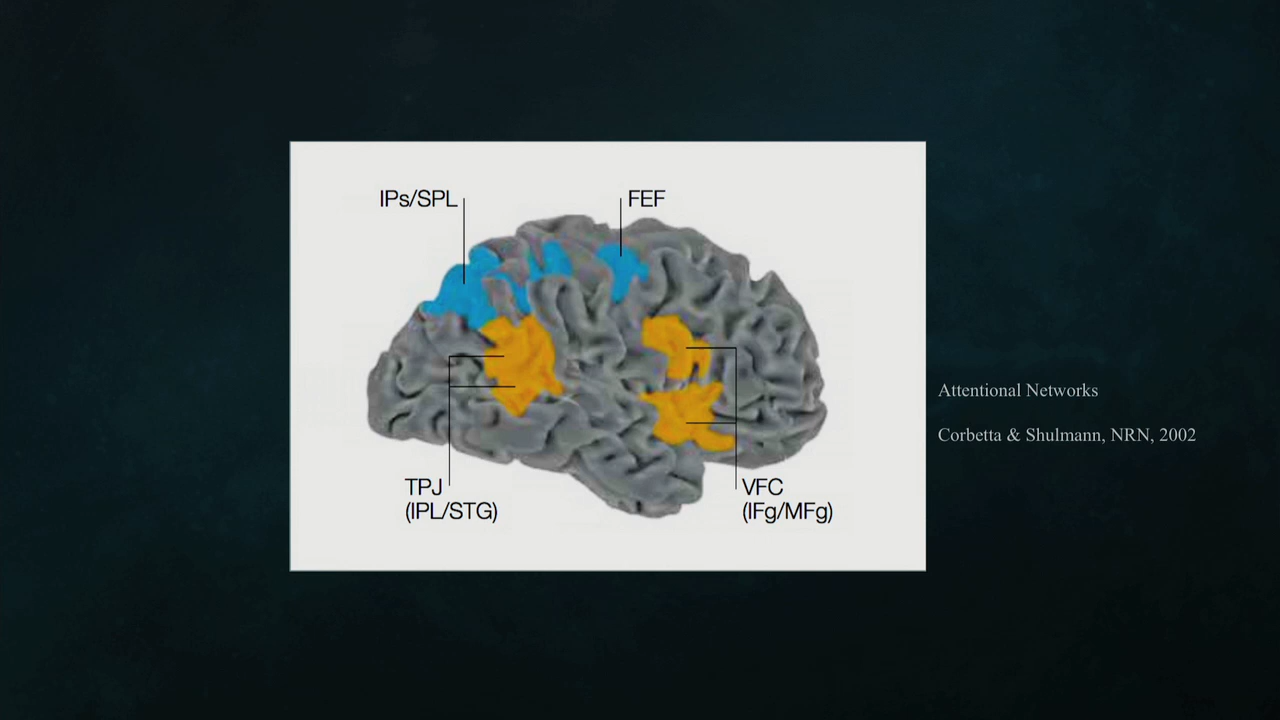 IPs/SPL
FEF
TPJ
(IPL/STG)
VFC
(IFg/MFg)
Attentional Networks
Corbetta & Shulmann, NRN, 2002